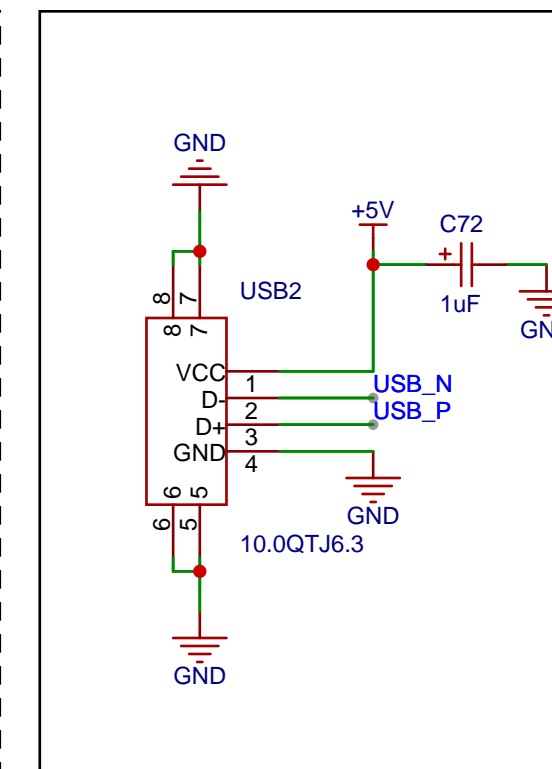 GND
+5V
C72
+
1uF
GN
USB2
8 7
8 7
VCC 1
D- 2
D+ 3
GND 4
USB_N
USB_P
GND
6 5
6 5
10.0QTJ6.3
GND